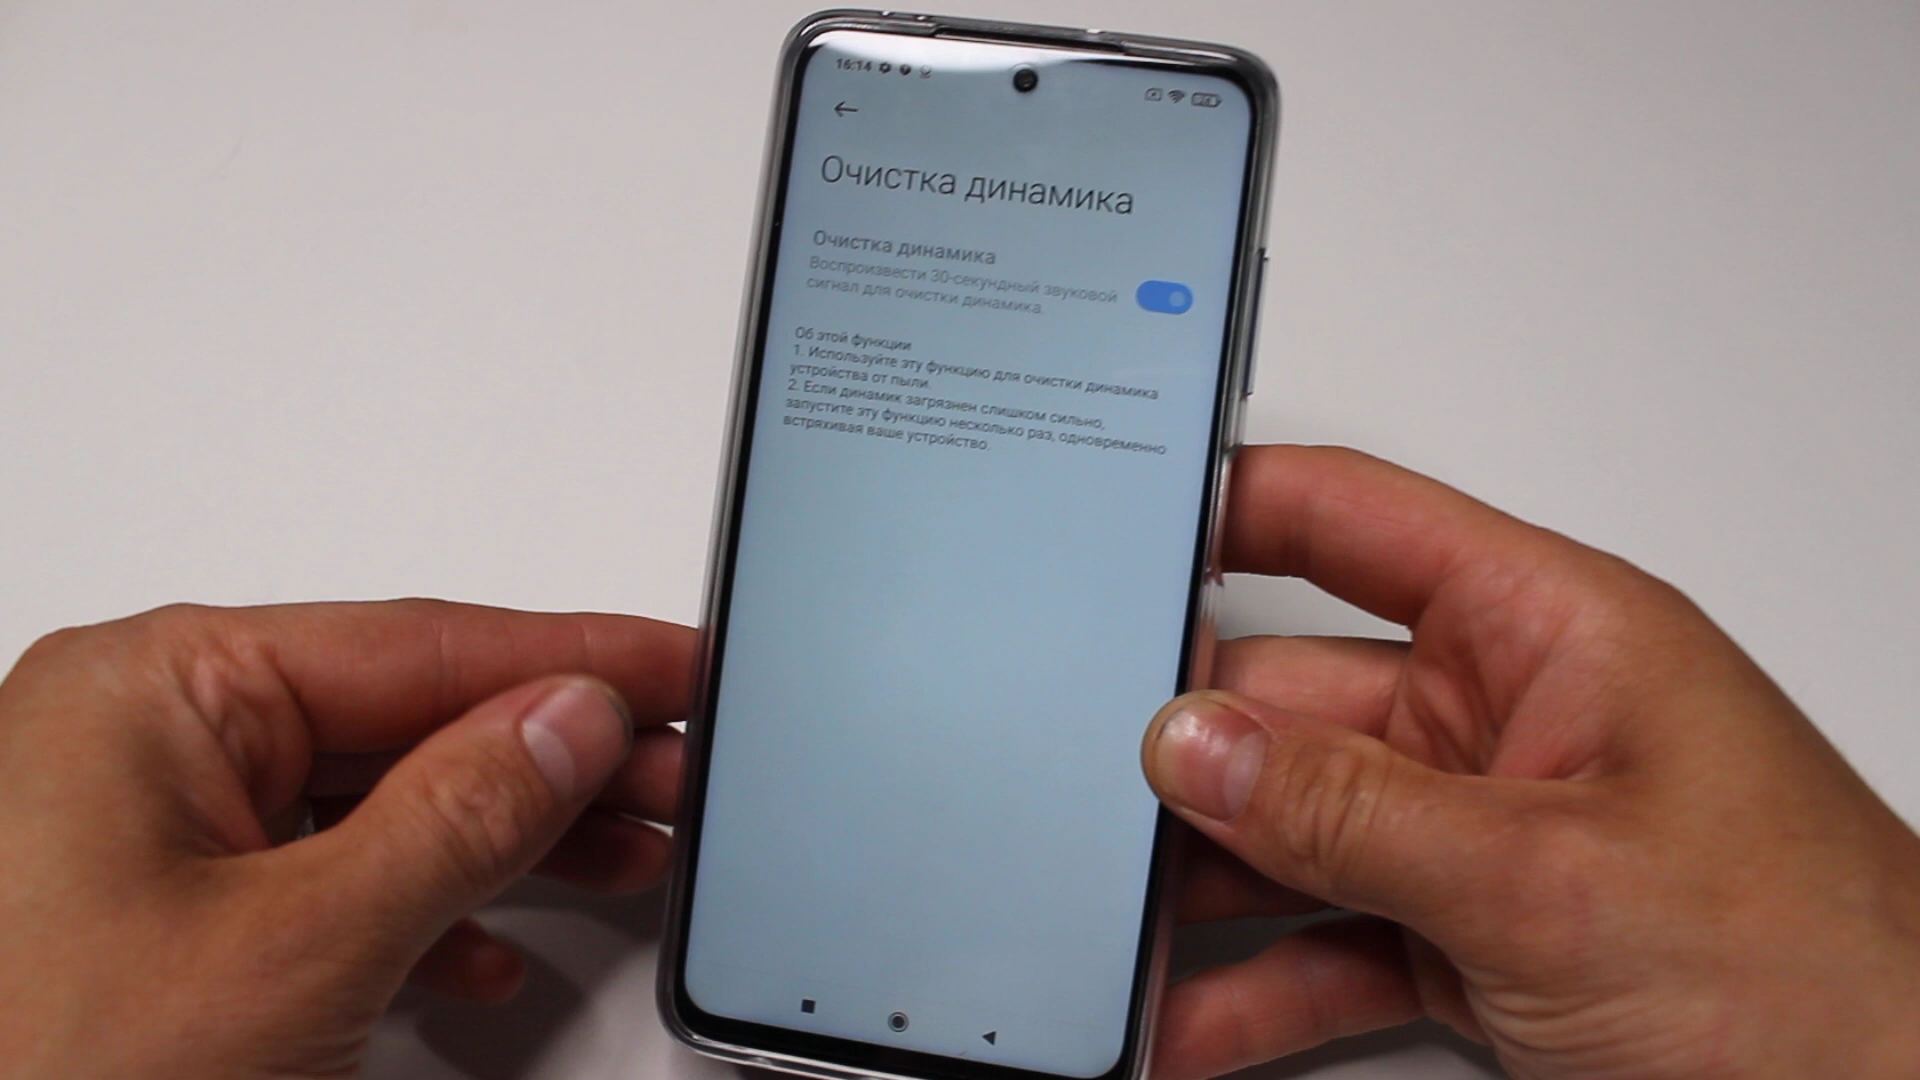 16:14
Очистка динамика
Очистка динамика
Воспроизвести 30-секундный звуковой
сигнал для очистки динамика.
Об этой функции
1. Используйте эту функцию для очистки динамика
устройства от пыли.
2. Если динамик загрязнен слишком сильно,
запустите эту функцию несколько раз, одновременно
встряхивая ваше устройство.